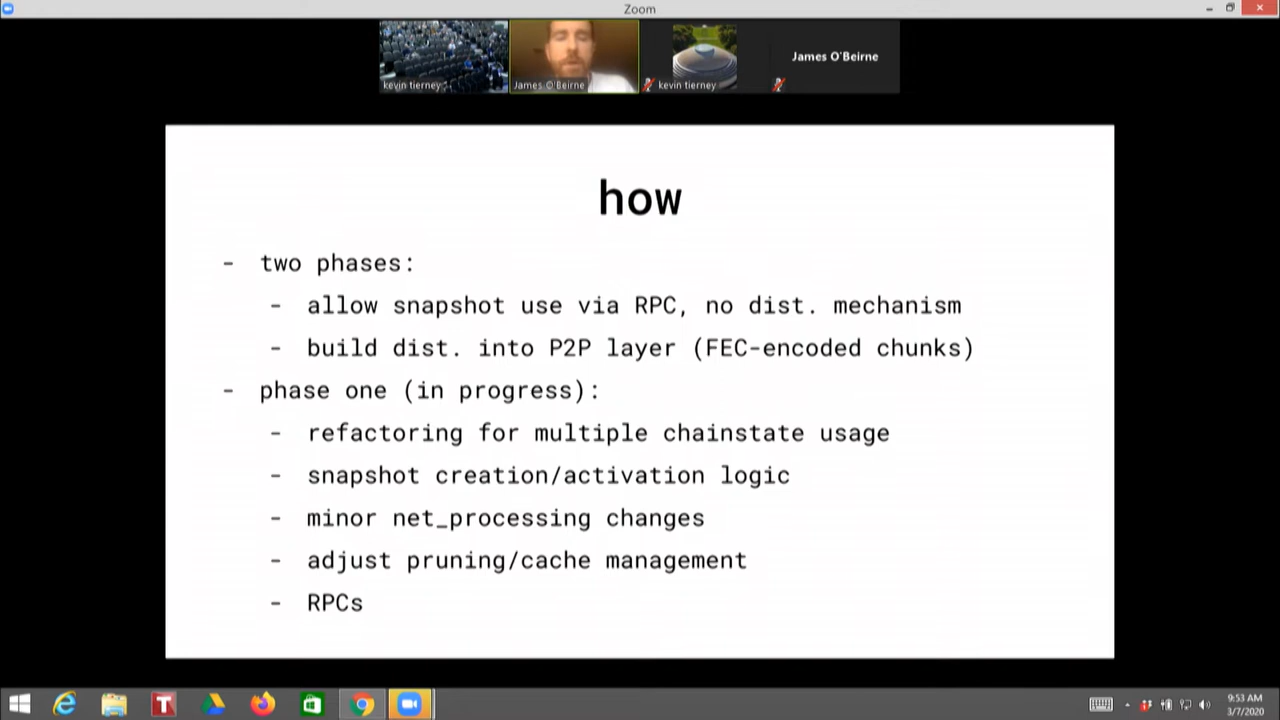 Zoom
kevin tierney
James O'Beirne
kevin tierney
James O'Beirne
how
- two phases:
- allow snapshot use via RPC, no dist. mechanism
- build dist. into P2P layer (FEC-encoded chunks)
- phase one (in progress):
- refactoring for multiple chainstate usage
- snapshot creation/activation logic
- minor net_processing changes
- adjust pruning/cache management
- RPCs
9:53 AM
3/7/2020